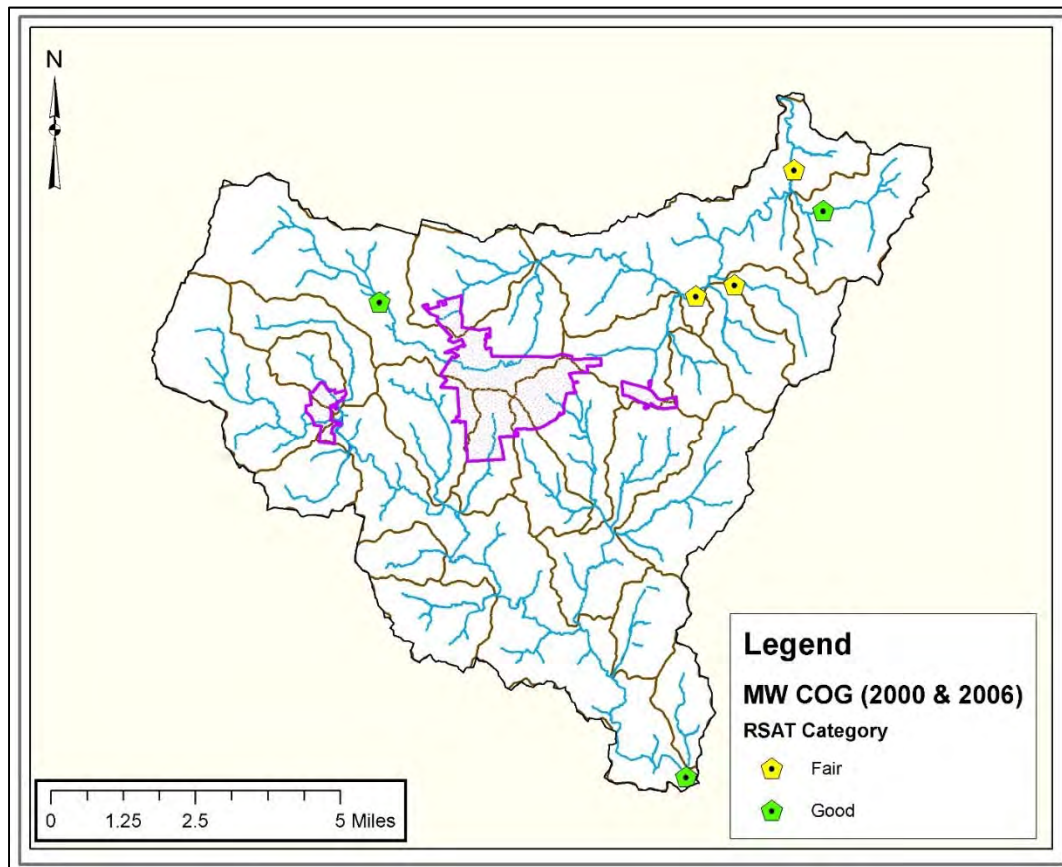 N
Legend
MW COG (2000 & 2006)
RSAT Category
Fair
Good
0 1.25 2.5 5 Miles